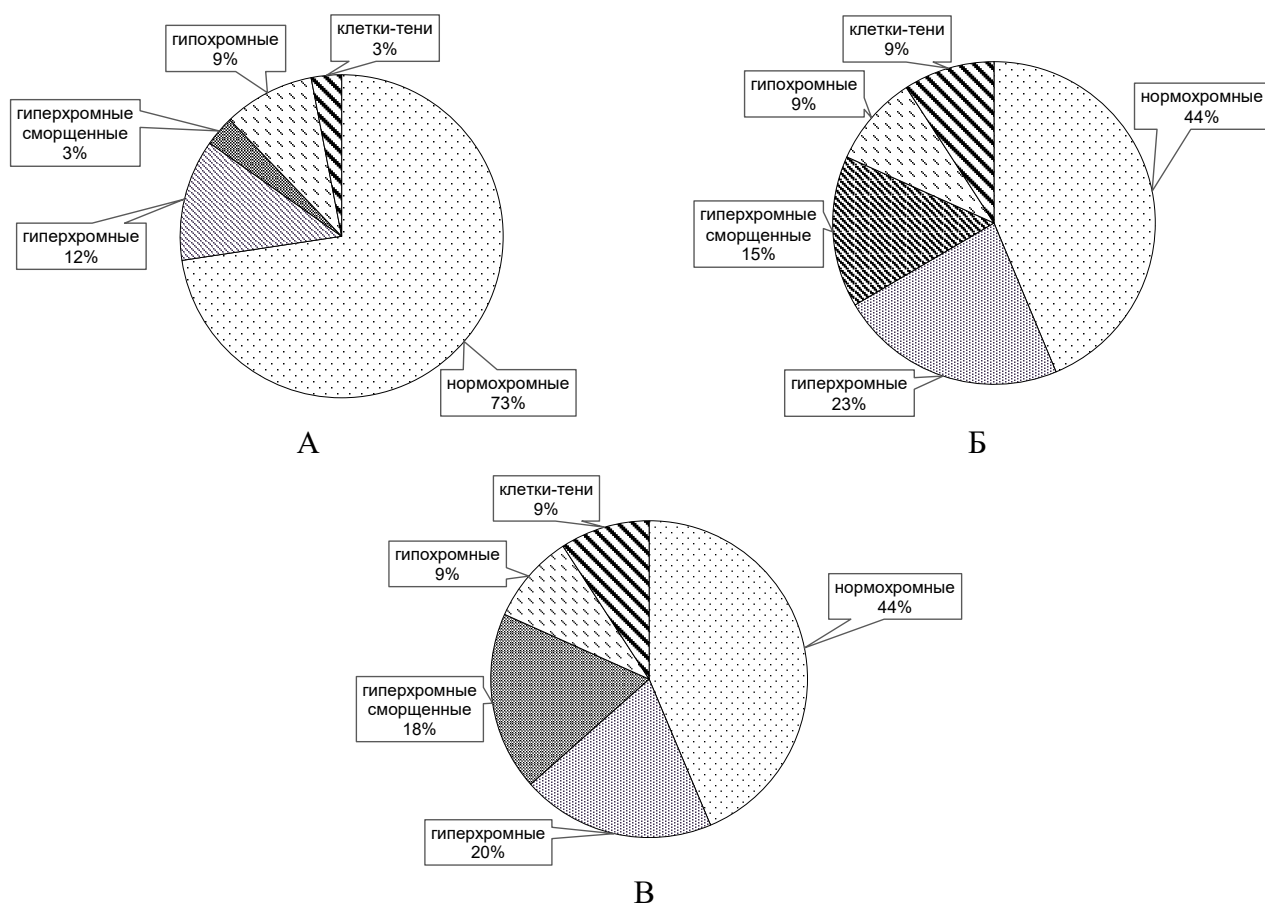 клетки-тени
3%
гипохромные
9%
гиперхромные
сморщенные
3%
гиперхромные
12%
нормохромные
73%
А
клетки-тени
9%
гипохромные
9%
нормохромные
44%
гиперхромные
сморщенные
15%
гиперхромные
23%
Б
клетки-тени
9%
гипохромные
9%
нормохромные
44%
гиперхромные
сморщенные
18%
гиперхромные
20%
В